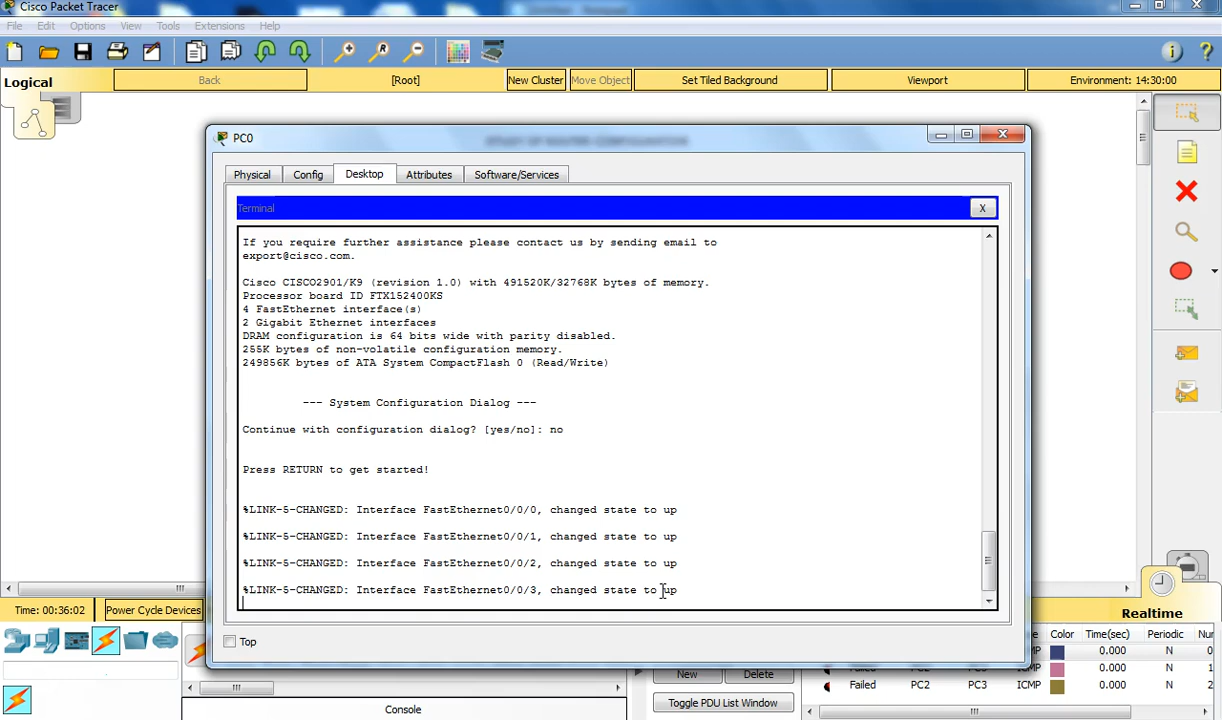 Cisco Packet Tracer
File Edit Options View Tools Extensions Help
Logical Back [Root] New Cluster Move Object Set Tiled Background Viewport Environment: 14:30:00
PC0
STUDY OF ROUTER CONFIGURATION
Physical Config Desktop Attributes Software/Services
Terminal X
If you require further assistance please contact us by sending email to
export@cisco.com.
Cisco CISCO2901/K9 (revision 1.0) with 491520K/32768K bytes of memory.
Processor board ID FTX152400KS
4 FastEthernet interface(s)
2 Gigabit Ethernet interfaces
DRAM configuration is 64 bits wide with parity disabled.
255K bytes of non-volatile configuration memory.
249856K bytes of ATA System CompactFlash 0 (Read/Write)
--- System Configuration Dialog ---
Continue with configuration dialog? [yes/no]: no
Press RETURN to get started!
%LINK-5-CHANGED: Interface FastEthernet0/0/0, changed state to up
%LINK-5-CHANGED: Interface FastEthernet0/0/1, changed state to up
%LINK-5-CHANGED: Interface FastEthernet0/0/2, changed state to up
%LINK-5-CHANGED: Interface FastEthernet0/0/3, changed state to up
Top
Time: 00:36:02 Power Cycle Devices
Realtime
Color Time(sec) Periodic
0.000 N 0
0.000 N 1
Failed PC2 PC3 ICMP 0.000 N 2
New Delete
Toggle PDU List Window
Console